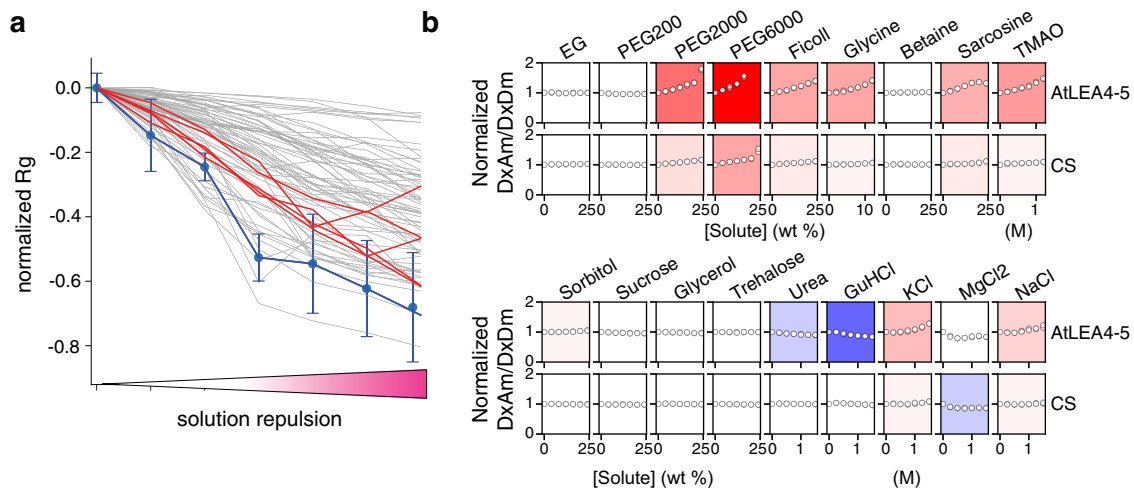 a
0.0
-0.2
-0.4
-0.6
-0.8
normalized Rg
solution repulsion
b
EG PEG200 PEG2000 PEG6000 Ficoll Glycine Betaine Sarcosine TMAO
Normalized
DxAm/DxDm
2
1
2
1
0
AtLEA4-5
CS
0 250 250 250 250 250 10 0 250 250 1
[Solute] (wt %) (M)
Sorbitol Sucrose Glycerol Trehalose Urea GuHCl KCl MgCl2 NaCl
Normalized
DxAm/DxDm
2
1
0
2
1
0
AtLEA4-5
CS
0 250 250 250 25 0 1 0 1 0 1 0 1 0 1
[Solute] (wt %) (M)